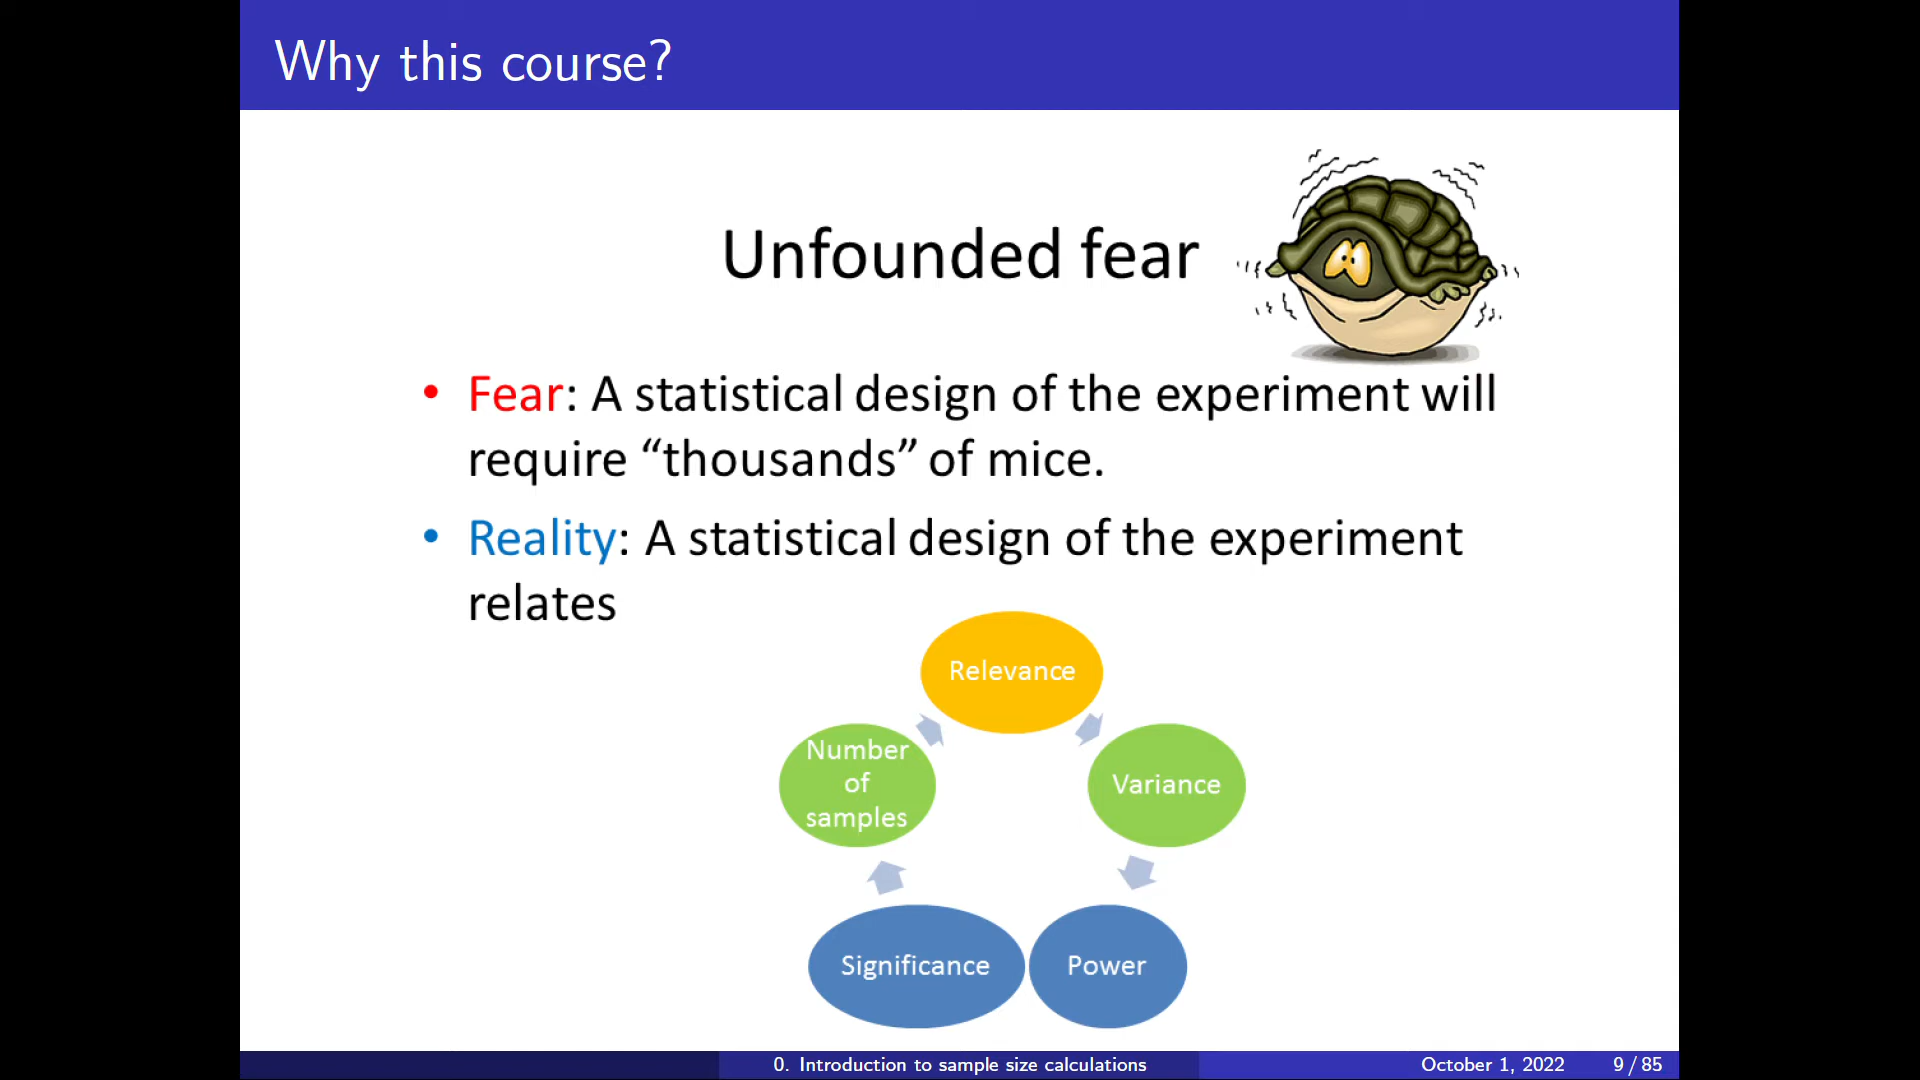 Why this course?
Unfounded fear
• Fear: A statistical design of the experiment will
require “thousands” of mice.
• Reality: A statistical design of the experiment
relates
Relevance
Number
of
samples
Variance
Significance
Power
0. Introduction to sample size calculations
October 1, 2022
9 / 85